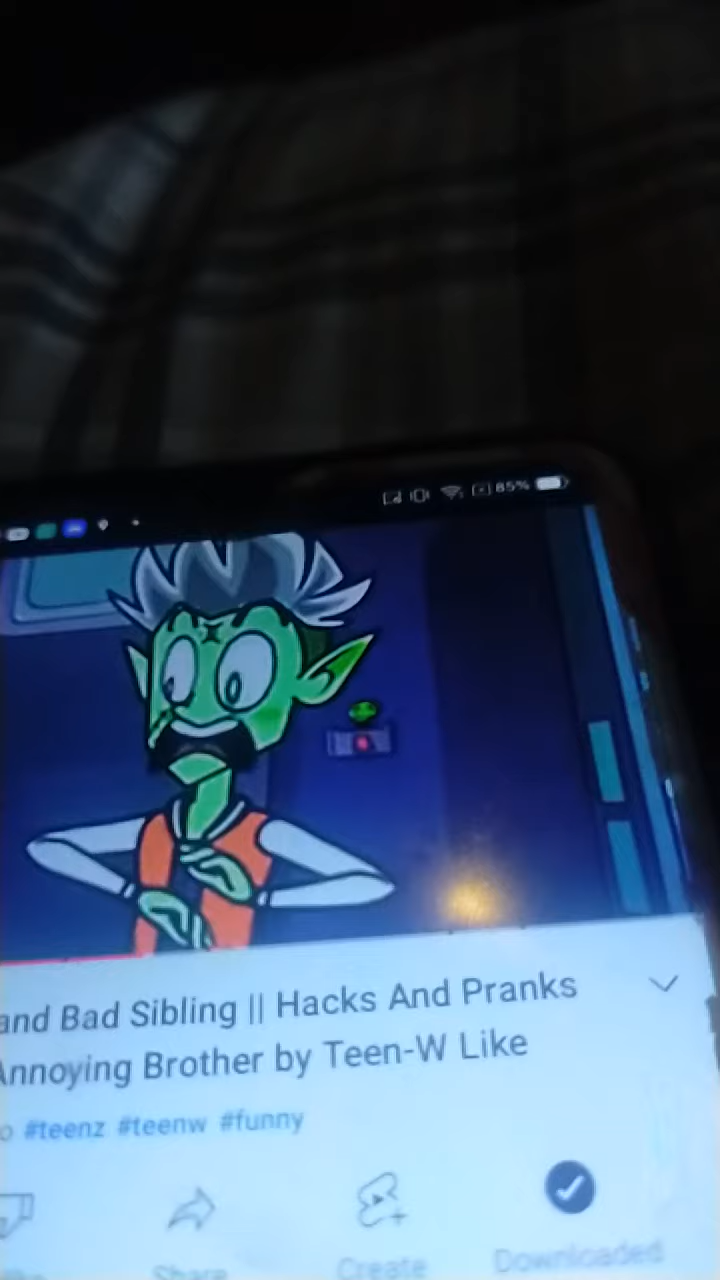 85%
and Bad Sibling || Hacks And Pranks
Annoying Brother by Teen-W Like
#teenz #teenw #funny
Share Create Downloaded